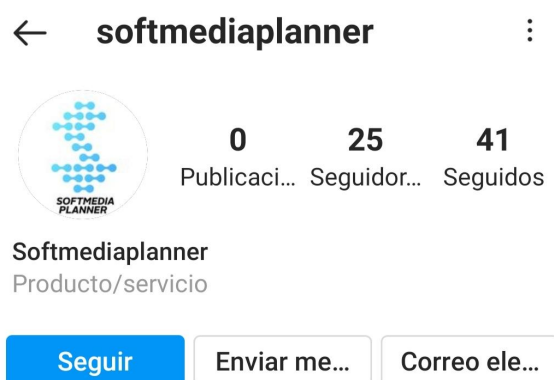 softmediaplanner
0 25 41
Publicaci... Seguidor... Seguidos
SOFTMEDIA
PLANNER
Softmediaplanner
Producto/servicio
Seguir Enviar me... Correo ele...